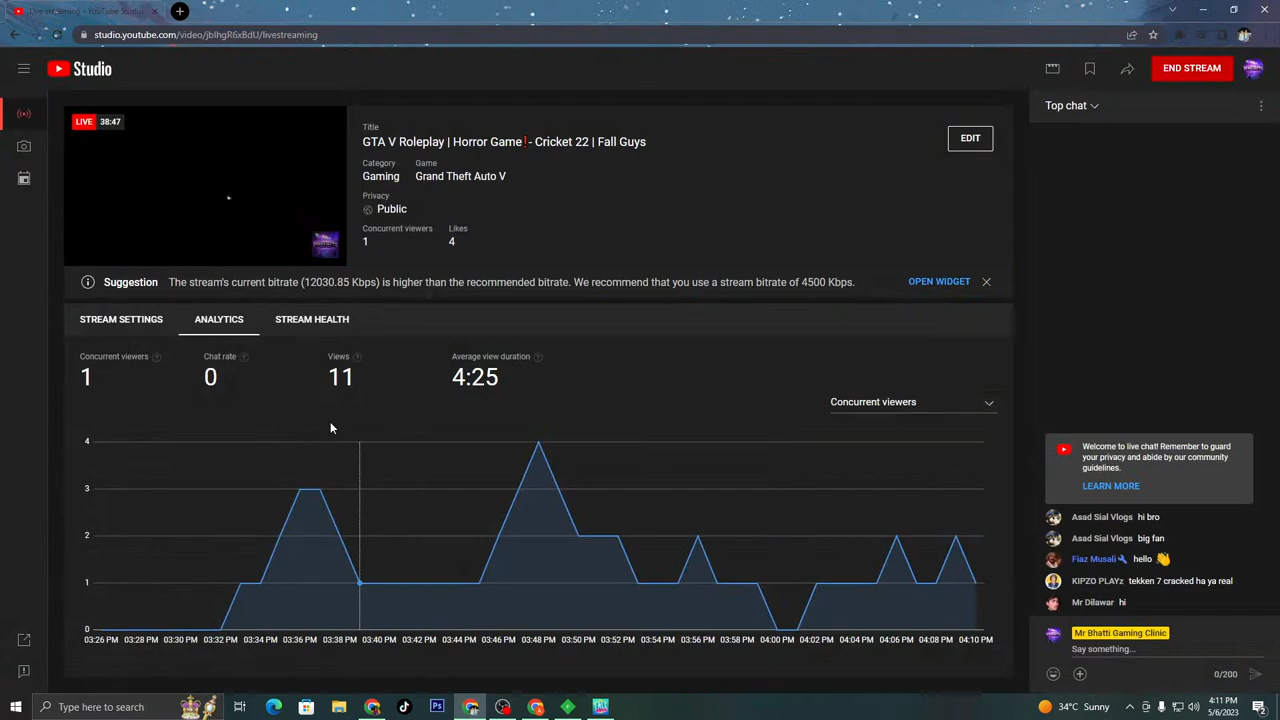 Live streaming - YouTube Studio
studio.youtube.com/video/jblhgR6xBdU/livestreaming
Studio
END STREAM
LIVE 38:47
Title
GTA V Roleplay | Horror Game❗- Cricket 22 | Fall Guys
EDIT
Category Game
Gaming Grand Theft Auto V
Privacy
Public
Concurrent viewers Likes
1 4
Suggestion The stream's current bitrate (12030.85 Kbps) is higher than the recommended bitrate. We recommend that you use a stream bitrate of 4500 Kbps. OPEN WIDGET
STREAM SETTINGS ANALYTICS STREAM HEALTH
Concurrent viewers Chat rate Views Average view duration
1 0 11 4:25
Concurrent viewers
4
3
2
1
0
03:26 PM 03:28 PM 03:30 PM 03:32 PM 03:34 PM 03:36 PM 03:38 PM 03:40 PM 03:42 PM 03:44 PM 03:46 PM 03:48 PM 03:50 PM 03:52 PM 03:54 PM 03:56 PM 03:58 PM 04:00 PM 04:02 PM 04:04 PM 04:06 PM 04:08 PM 04:10 PM
Top chat
Welcome to live chat! Remember to guard
your privacy and abide by our community
guidelines.
LEARN MORE
Asad Sial Vlogs hi bro
Asad Sial Vlogs big fan
Fiaz Musali hello 👋
KIPZO PLAYz tekken 7 cracked ha ya real
Mr Dilawar hi
Mr Bhatti Gaming Clinic
Say something...
0/200
Type here to search
Ps
34°C Sunny
4:11 PM
5/6/2023